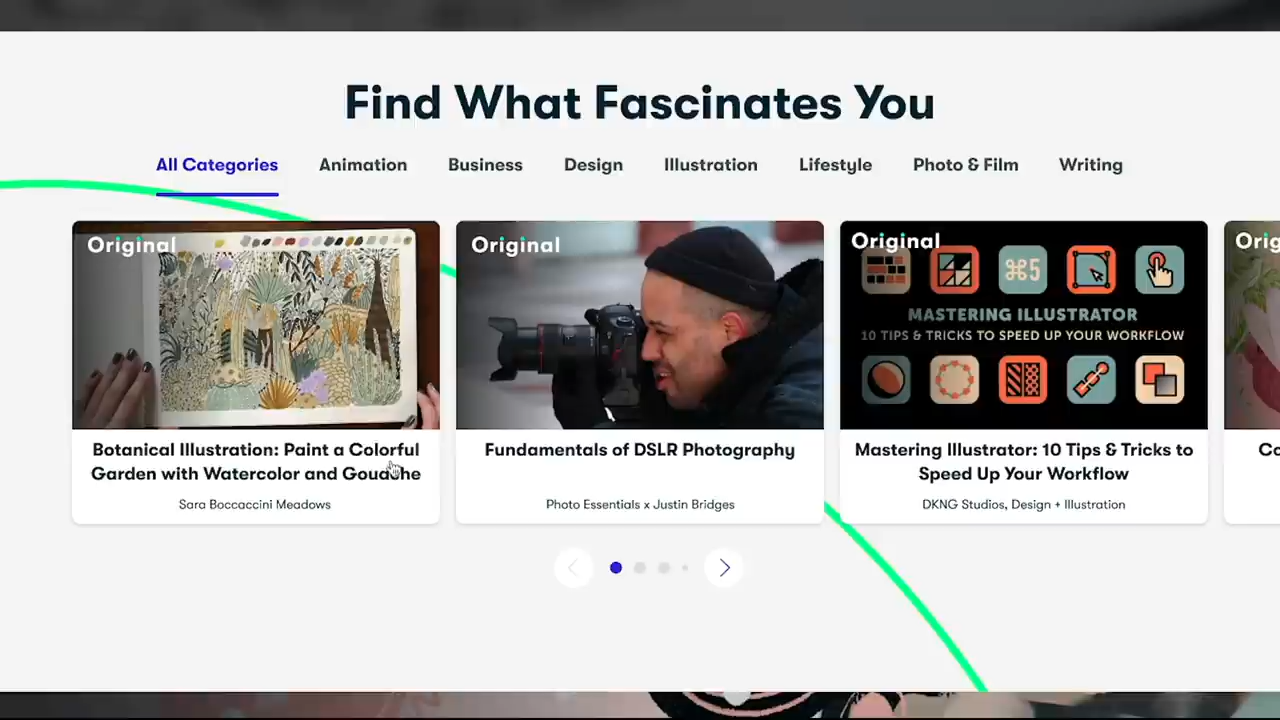 Find What Fascinates You
All Categories Animation Business Design Illustration Lifestyle Photo & Film Writing
Original
Botanical Illustration: Paint a Colorful
Garden with Watercolor and Gouache
Sara Boccaccini Meadows
Original
Fundamentals of DSLR Photography
Photo Essentials x Justin Bridges
Original
⌘5
MASTERING ILLUSTRATOR
10 TIPS & TRICKS TO SPEED UP YOUR WORKFLOW
Mastering Illustrator: 10 Tips & Tricks to
Speed Up Your Workflow
DKNG Studios, Design + Illustration